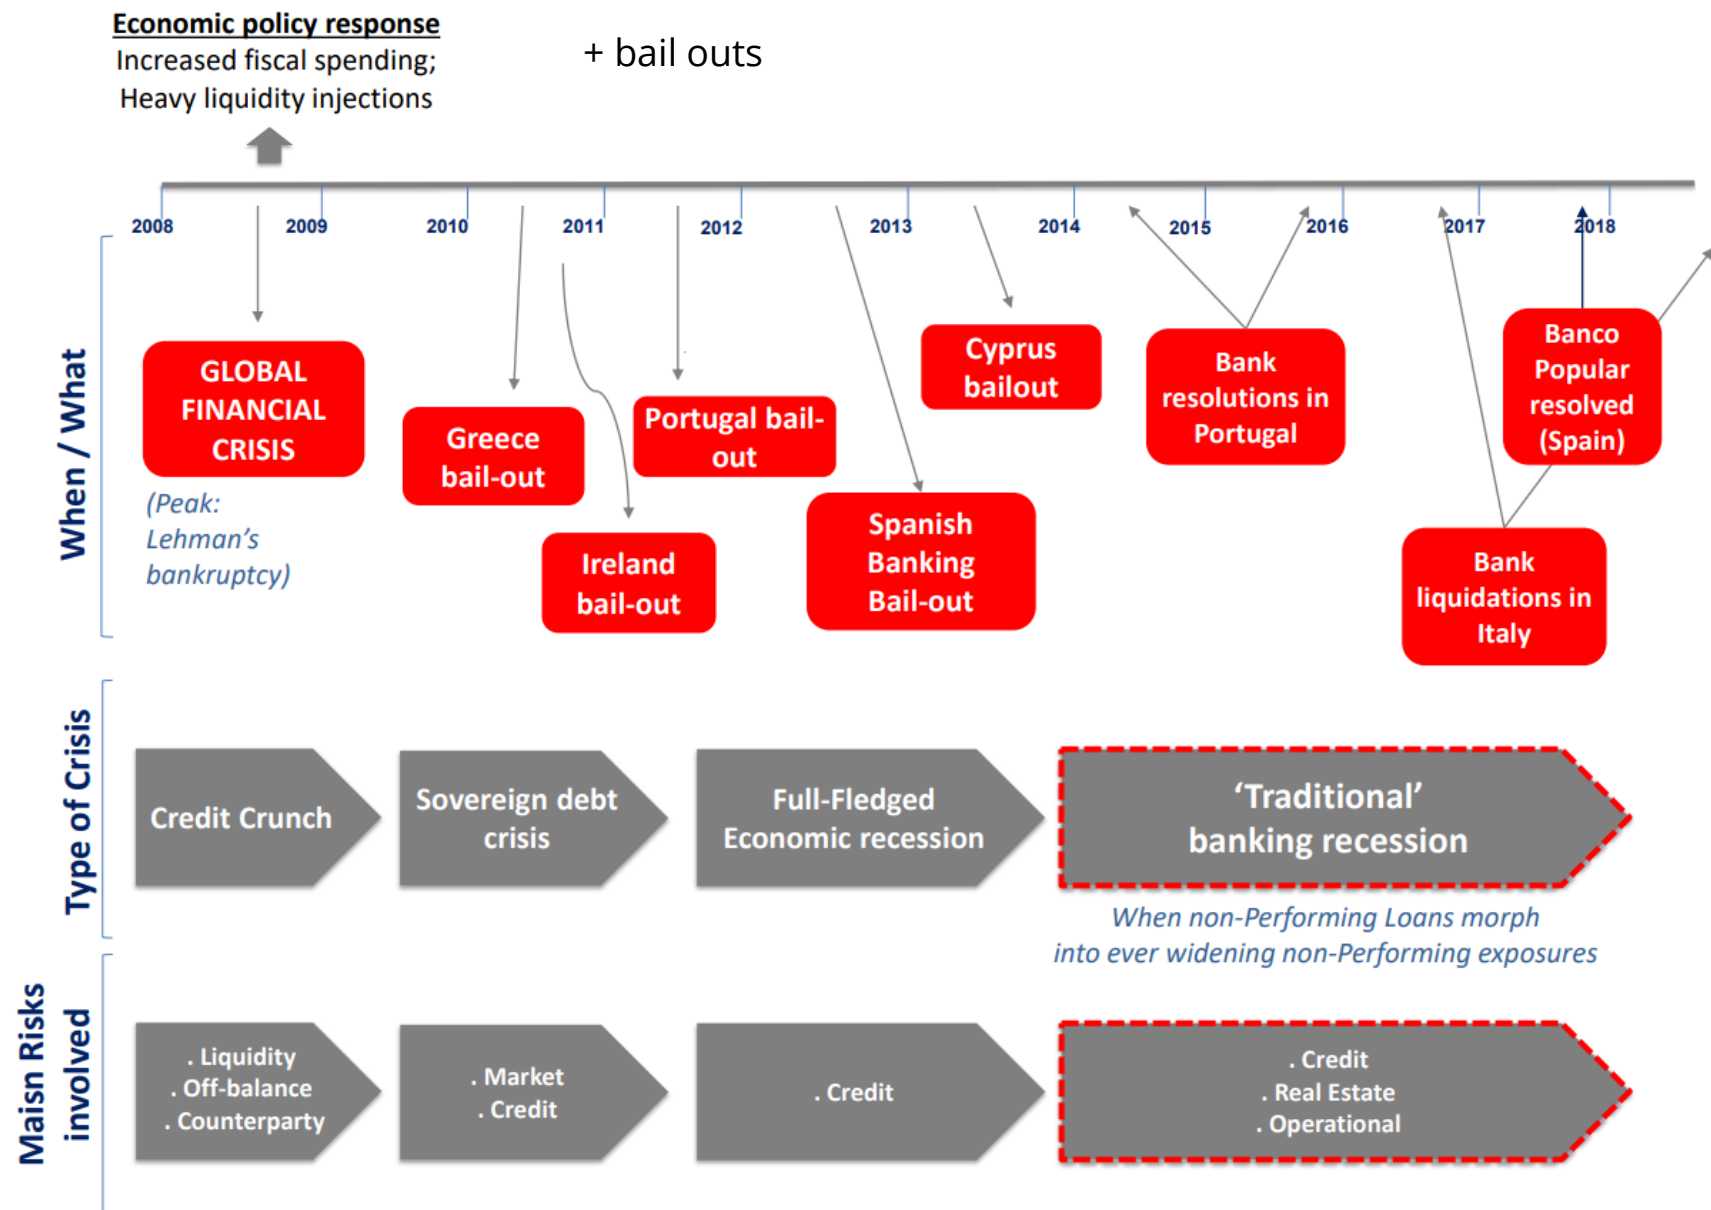 Economic policy response
Increased fiscal spending;
Heavy liquidity injections
+ bail outs
2008
2009
2010
2011
2012
2013
2014
2015
2016
2017
2018
When / What
GLOBAL
FINANCIAL
CRISIS
(Peak:
Lehman’s
bankruptcy)
Greece
bail-out
Ireland
bail-out
Portugal bail-
out
Spanish
Banking
Bail-out
Cyprus
bailout
Bank
resolutions in
Portugal
Bank
liquidations in
Italy
Banco
Popular
resolved
(Spain)
Type of Crisis
Credit Crunch
Sovereign debt
crisis
Full-Fledged
Economic recession
‘Traditional’
banking recession
When non-Performing Loans morph
into ever widening non-Performing exposures
Maisn Risks
involved
. Liquidity
. Off-balance
. Counterparty
. Market
. Credit
. Credit
. Credit
. Real Estate
. Operational